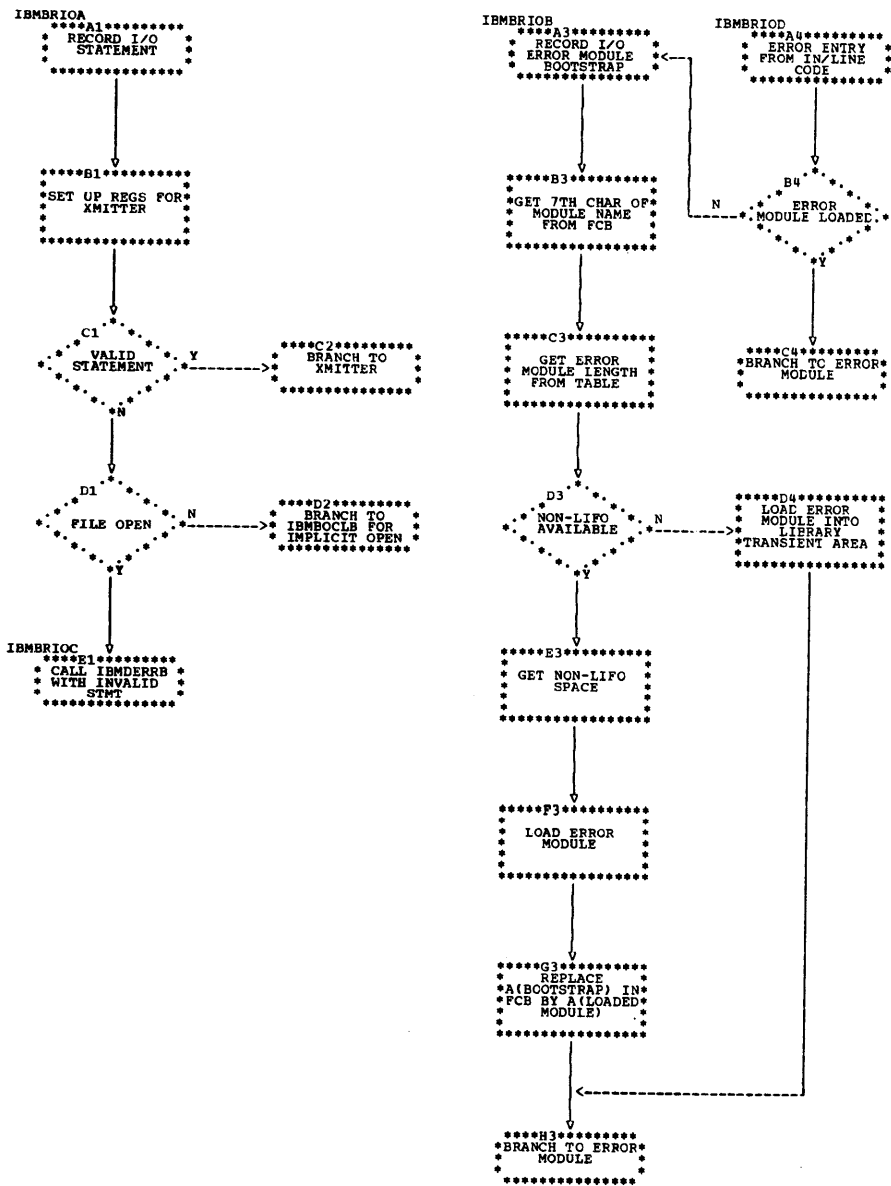 IBMBRIOA
A1
RECORD I/O
STATEMENT
B1
SET UP REGS FOR
XMITTER
C1
VALID
STATEMENT
Y
N
C2
BRANCH TO
XMITTER
D1
FILE OPEN
N
Y
D2
BRANCH TO
IBMBOCLB FOR
IMPLICIT OPEN
IBMBRIOC
E1
CALL IBMDERRB
WITH INVALID
STMT
IBMBRIOB
A3
RECORD I/O
ERROR MODULE
BOOTSTRAP
B3
GET 7TH CHAR OF
MODULE NAME
FROM FCB
C3
GET ERROR
MODULE LENGTH
FROM TABLE
D3
NON-LIFO
AVAILABLE
N
Y
D4
LOAD ERROR
MODULE INTO
LIBRARY
TRANSIENT AREA
E3
GET NON-LIFO
SPACE
F3
LOAD ERROR
MODULE
G3
REPLACE
A(BOOTSTRAP) IN
FCB BY A(LOADED
MODULE)
H3
BRANCH TO ERROR
MODULE
IBMBRIOD
A4
ERROR ENTRY
FROM IN/LINE
CODE
B4
ERROR
MODULE LOADED
N
Y
C4
BRANCH TO ERROR
MODULE